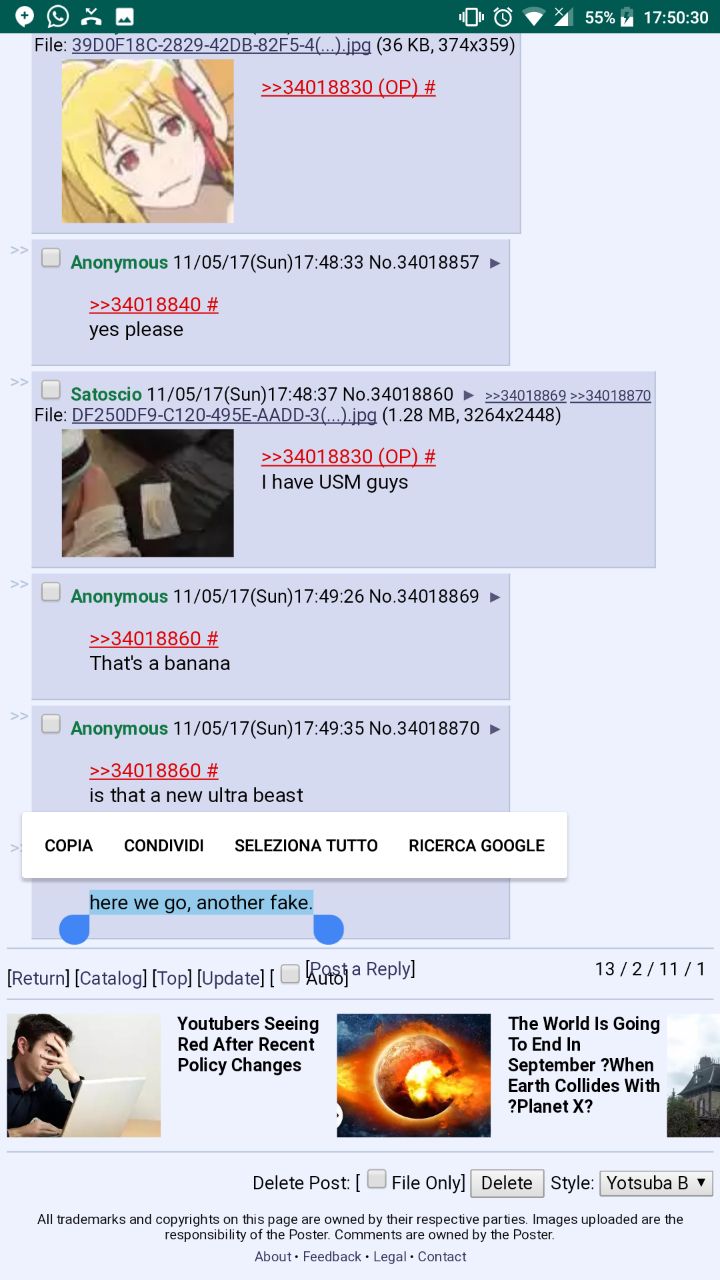 55% 17:50:30
File: 39D0F18C-2829-42DB-82F5-4(...).jpg (36 KB, 374x359)
>>34018830 (OP) #
>> Anonymous 11/05/17(Sun)17:48:33 No.34018857 ►
>>34018840 #
yes please
>> Satoscio 11/05/17(Sun)17:48:37 No.34018860 ► >>34018869 >>34018870
File: DF250DF9-C120-495E-AADD-3(...).jpg (1.28 MB, 3264x2448)
>>34018830 (OP) #
I have USM guys
>> Anonymous 11/05/17(Sun)17:49:26 No.34018869 ►
>>34018860 #
That's a banana
>> Anonymous 11/05/17(Sun)17:49:35 No.34018870 ►
>>34018860 #
is that a new ultra beast
>>
COPIA CONDIVIDI SELEZIONA TUTTO RICERCA GOOGLE
here we go, another fake.
[Post a Reply] 13 / 2 / 11 / 1
[Return] [Catalog] [Top] [Update] [ Auto]
Youtubers Seeing
Red After Recent
Policy Changes
The World Is Going
To End In
September ?When
Earth Collides With
?Planet X?
Delete Post: [ File Only] Delete Style: Yotsuba B ▼
All trademarks and copyrights on this page are owned by their respective parties. Images uploaded are the
responsibility of the Poster. Comments are owned by the Poster.
About • Feedback • Legal • Contact